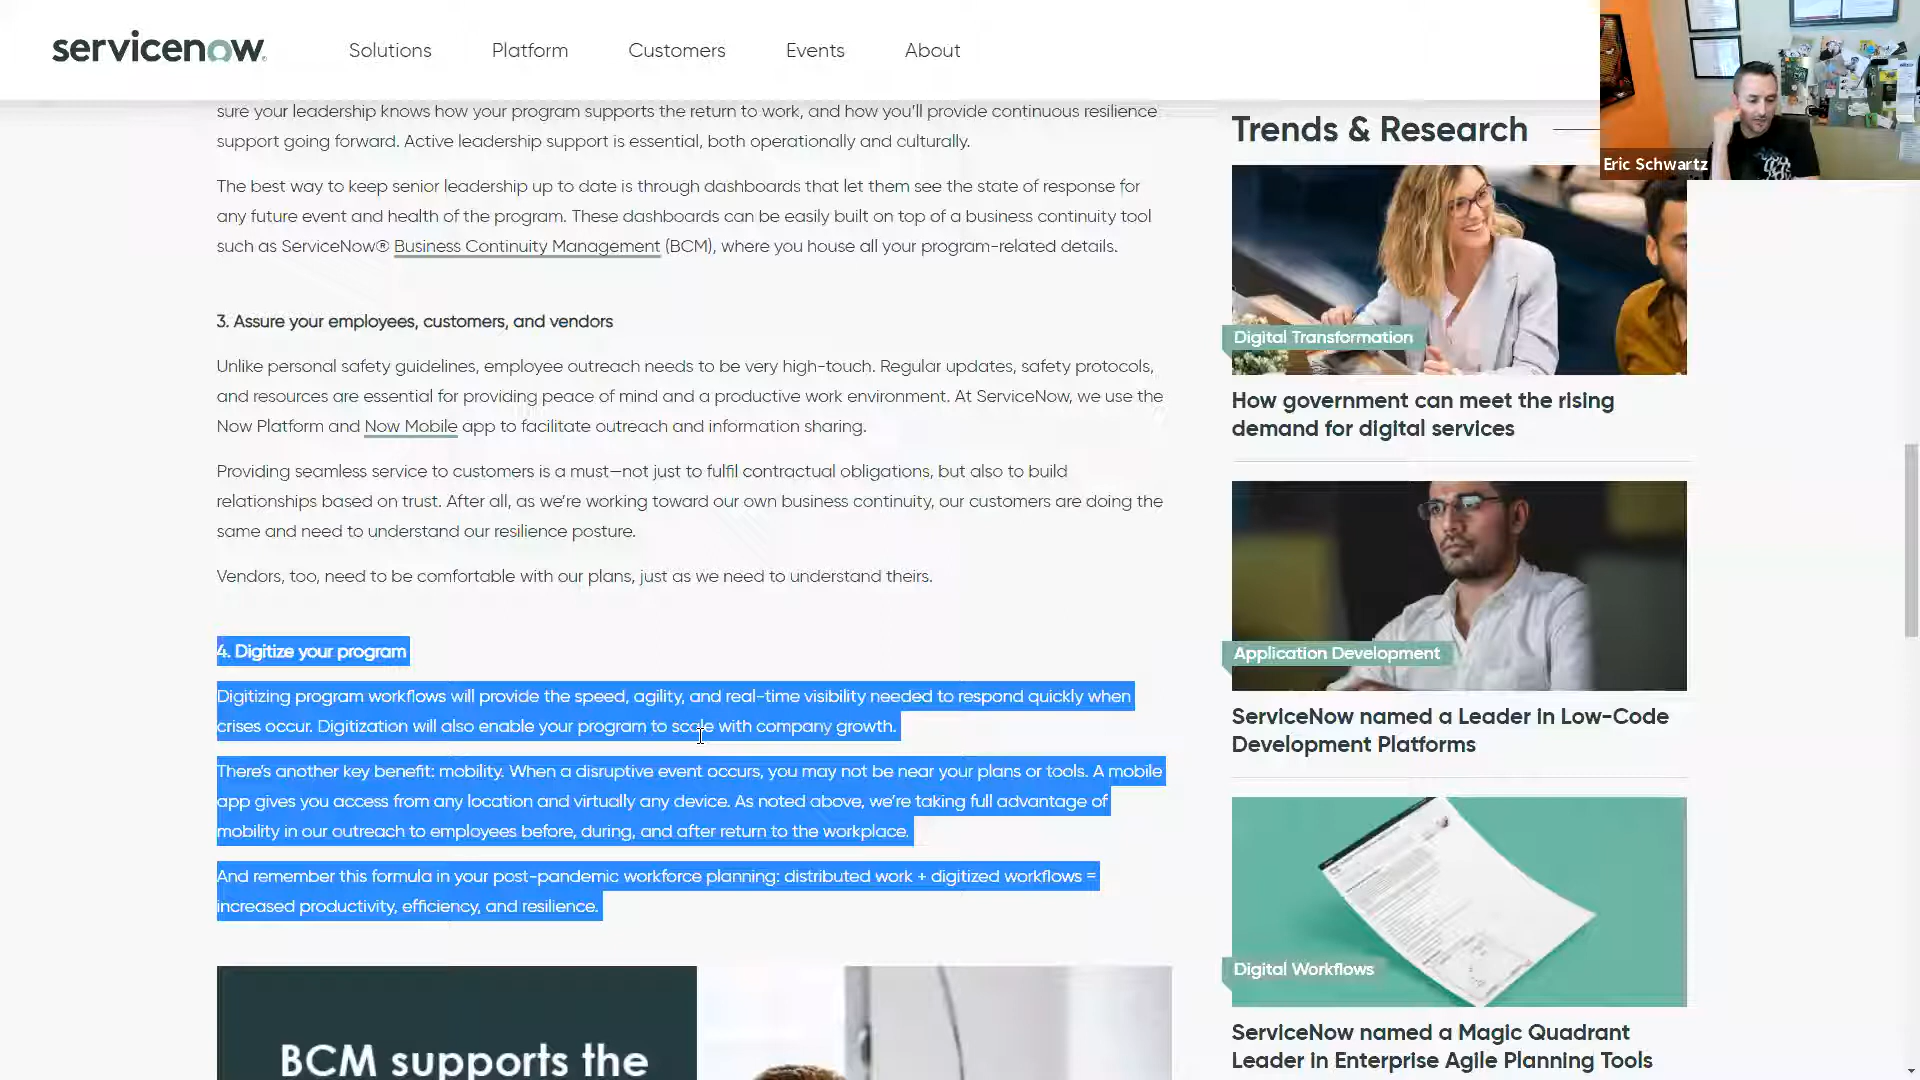 servicenow
Solutions
Platform
Customers
Events
About
sure your leadership knows how your program supports the return to work, and how you'll provide continuous resilience
support going forward. Active leadership support is essential, both operationally and culturally.
The best way to keep senior leadership up to date is through dashboards that let them see the state of response for
any future event and health of the program. These dashboards can be easily built on top of a business continuity tool
such as ServiceNow® Business Continuity Management (BCM), where you house all your program-related details.
3. Assure your employees, customers, and vendors
Unlike personal safety guidelines, employee outreach needs to be very high-touch. Regular updates, safety protocols,
and resources are essential for providing peace of mind and a productive work environment. At ServiceNow, we use the
Now Platform and Now Mobile app to facilitate outreach and information sharing.
Providing seamless service to customers is a must—not just to fulfil contractual obligations, but also to build
relationships based on trust. After all, as we're working toward our own business continuity, our customers are doing the
same and need to understand our resilience posture.
Vendors, too, need to be comfortable with our plans, just as we need to understand theirs.
4. Digitize your program
Digitizing program workflows will provide the speed, agility, and real-time visibility needed to respond quickly when
crises occur. Digitization will also enable your program to scale with company growth.
There's another key benefit: mobility. When a disruptive event occurs, you may not be near your plans or tools. A mobile
app gives you access from any location and virtually any device. As noted above, we're taking full advantage of
mobility in our outreach to employees before, during, and after return to the workplace.
And remember this formula in your post-pandemic workforce planning: distributed work + digitized workflows =
increased productivity, efficiency, and resilience.
BCM supports the
Trends & Research
Digital Transformation
How government can meet the rising
demand for digital services
Application Development
ServiceNow named a Leader in Low-Code
Development Platforms
Digital Workflows
ServiceNow named a Magic Quadrant
Leader in Enterprise Agile Planning Tools
Eric Schwartz